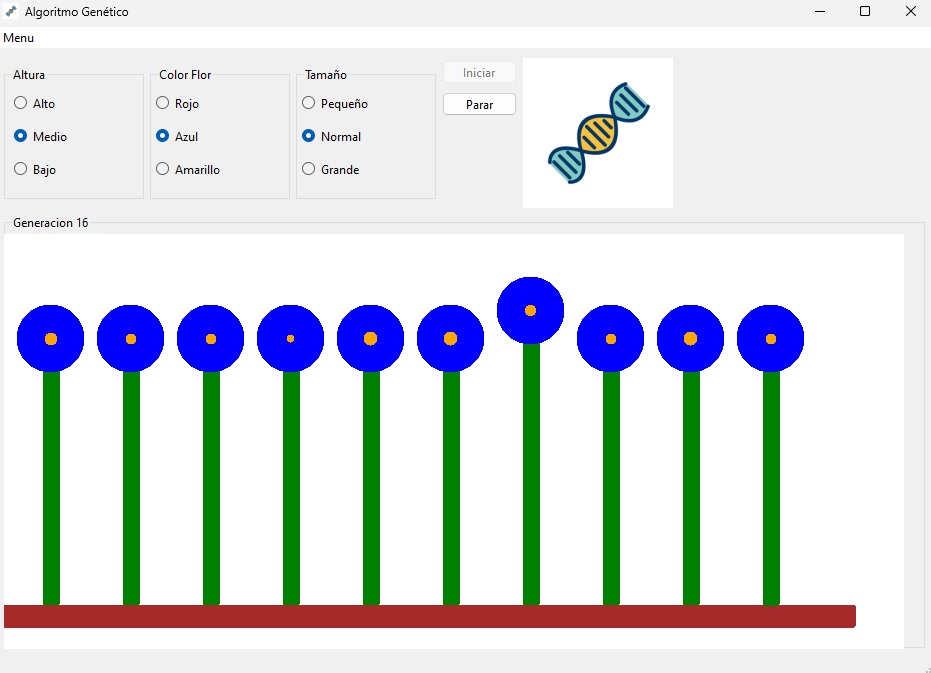 Algoritmo Genético
Menu
Altura
Alto
Medio
Bajo
Color Flor
Rojo
Azul
Amarillo
Tamaño
Pequeño
Normal
Grande
Iniciar
Parar
Generacion 16